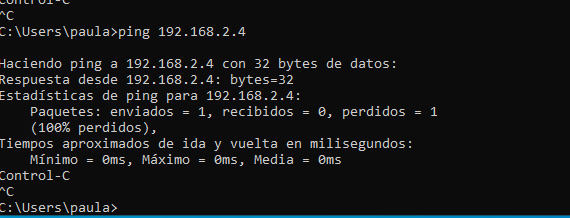 Control-C
^C
C:\Users\paula>ping 192.168.2.4
Haciendo ping a 192.168.2.4 con 32 bytes de datos:
Respuesta desde 192.168.2.4: bytes=32
Estadísticas de ping para 192.168.2.4:
Paquetes: enviados = 1, recibidos = 0, perdidos = 1
(100% perdidos),
Tiempos aproximados de ida y vuelta en milisegundos:
Mínimo = 0ms, Máximo = 0ms, Media = 0ms
Control-C
^C
C:\Users\paula>